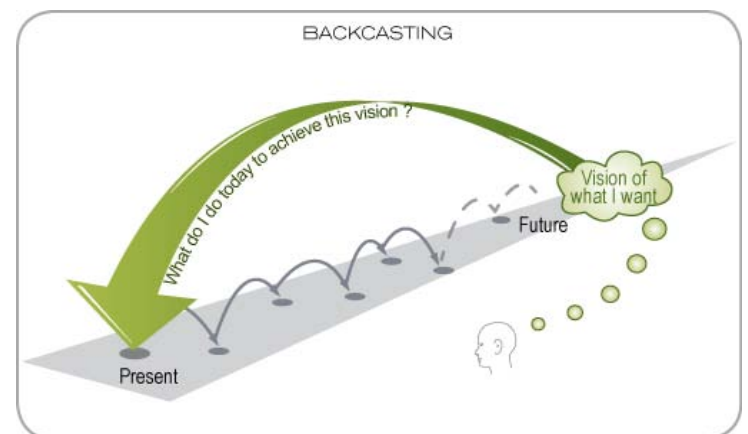 BACKCASTING
What do I do today to achieve this vision ?
Vision of
what I want
Future
Present